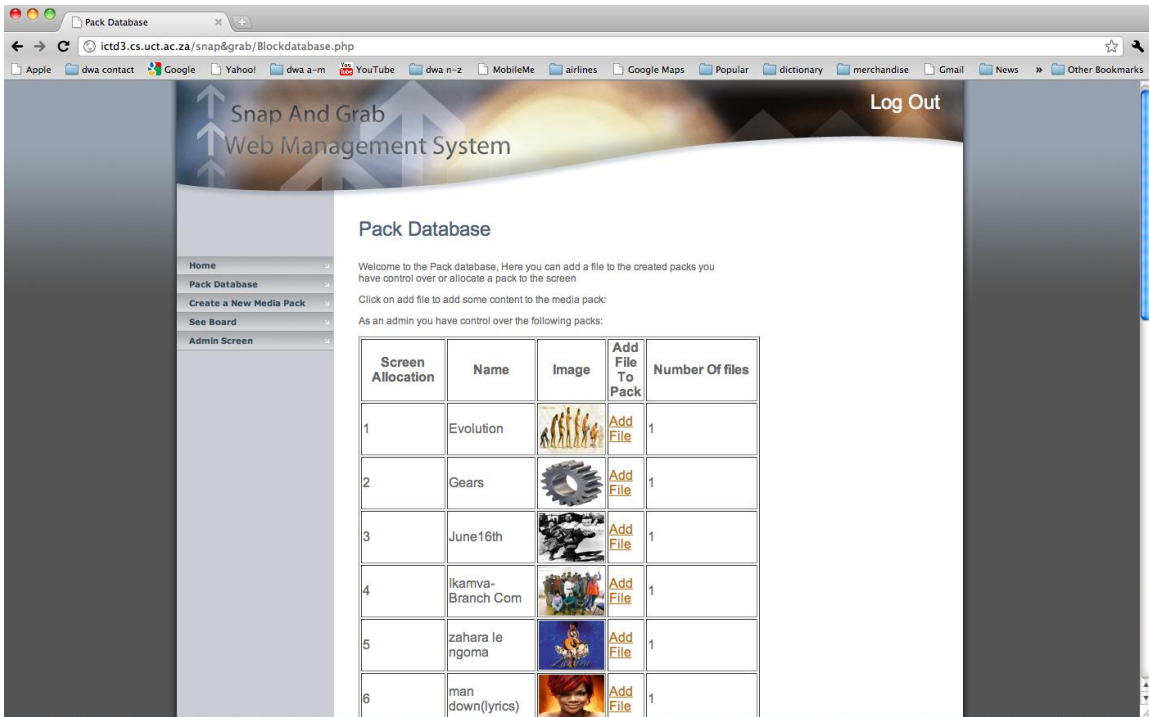 Pack Database
ictd3.cs.uct.ac.za/snap&grab/Blockdatabase.php
Apple dwa contact Google Yahoo! dwa a-m YouTube dwa n-z MobileMe airlines Google Maps Popular dictionary merchandise Gmail News » Other Bookmarks
Snap And Grab
Web Management System
Log Out
Home
Pack Database
Create a New Media Pack
See Board
Admin Screen
Pack Database
Welcome to the Pack database, Here you can add a file to the created packs you
have control over or allocate a pack to the screen
Click on add file to add some content to the media pack:
As an admin you have control over the following packs:
Screen Allocation Name Image Add File To Pack Number Of files
1 Evolution Add File 1
2 Gears Add File 1
3 June16th Add File 1
4 Ikamva-Branch Com Add File 1
5 zahara le ngoma Add File 1
6 man down(lyrics) Add File 1